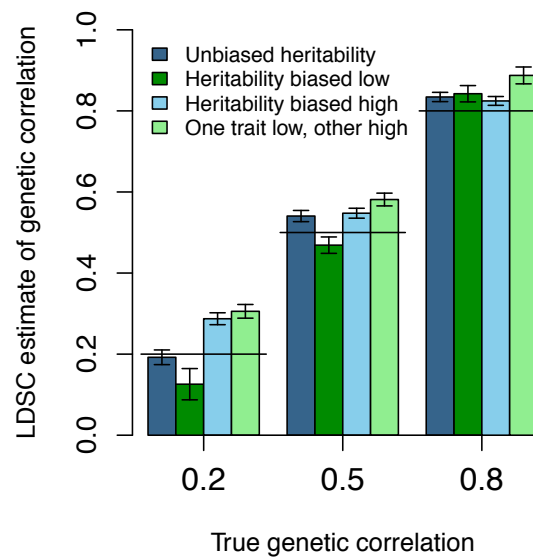 LDSC estimate of genetic correlation
1.0
0.8
0.6
0.4
0.2
0.0
Unbiased heritability
Heritability biased low
Heritability biased high
One trait low, other high
0.2 0.5 0.8
True genetic correlation